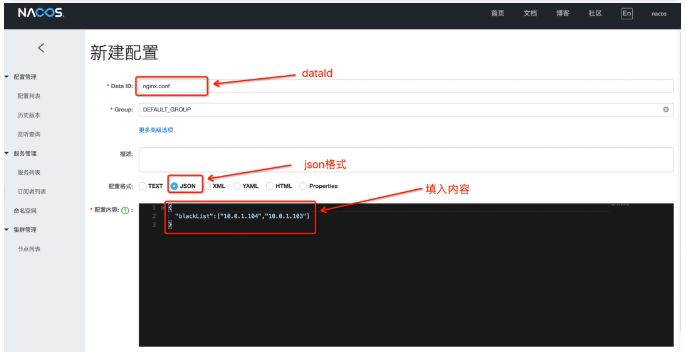 NACOS.
首页 文档 博客 社区 En nacos
新建配置
配置管理
配置列表
历史版本
监听查询
服务管理
服务列表
订阅者列表
命名空间
集群管理
节点列表
dataId
* Data ID: nginx.conf
* Group: DEFAULT_GROUP
更多高级选项
描述:
json格式
配置格式: TEXT JSON XML YAML HTML Properties
填入内容
* 配置内容: ? :
1 {
2 "blackList":["10.0.1.104","10.0.1.103"]
3 }